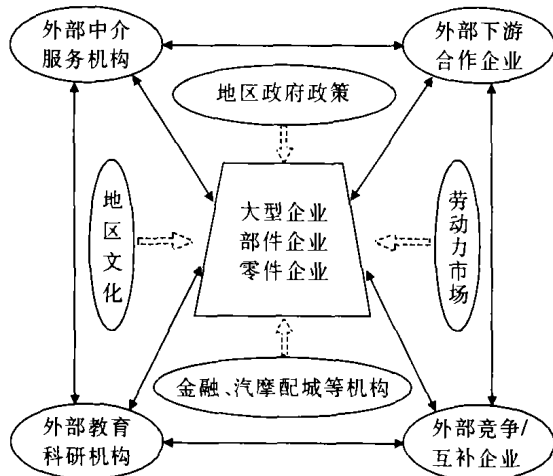 外部中介
服务机构
外部下游
合作企业
地区政府政策
地区文化
大型企业
部件企业
零件企业
劳动力市场
金融、汽摩配城等机构
外部教育
科研机构
外部竞争/
互补企业